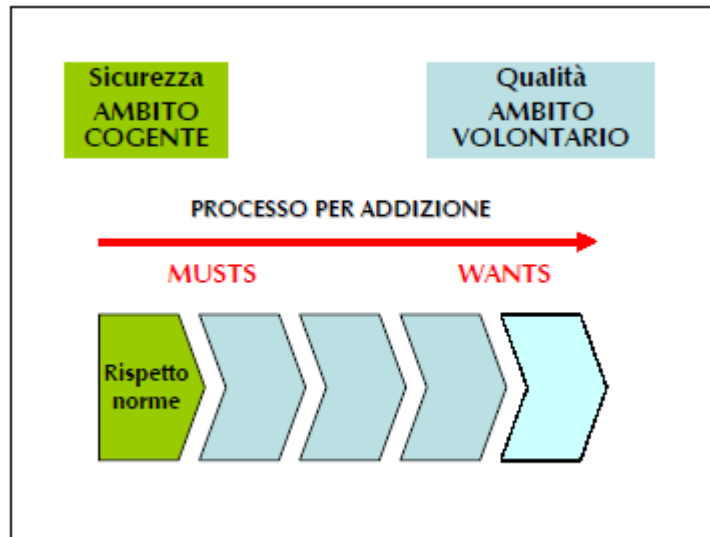 Sicurezza
AMBITO
COGENTE
Qualità
AMBITO
VOLONTARIO
PROCESSO PER ADDIZIONE
MUSTS
WANTS
Rispetto
norme